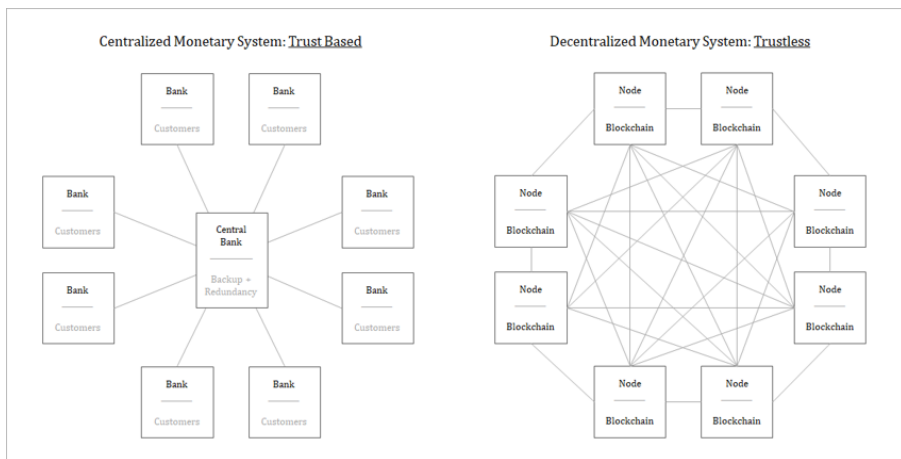 Centralized Monetary System: Trust Based
Bank
Customers
Bank
Customers
Bank
Customers
Bank
Customers
Central
Bank
Backup +
Redundancy
Bank
Customers
Bank
Customers
Bank
Customers
Bank
Customers
Decentralized Monetary System: Trustless
Node
Blockchain
Node
Blockchain
Node
Blockchain
Node
Blockchain
Node
Blockchain
Node
Blockchain
Node
Blockchain
Node
Blockchain